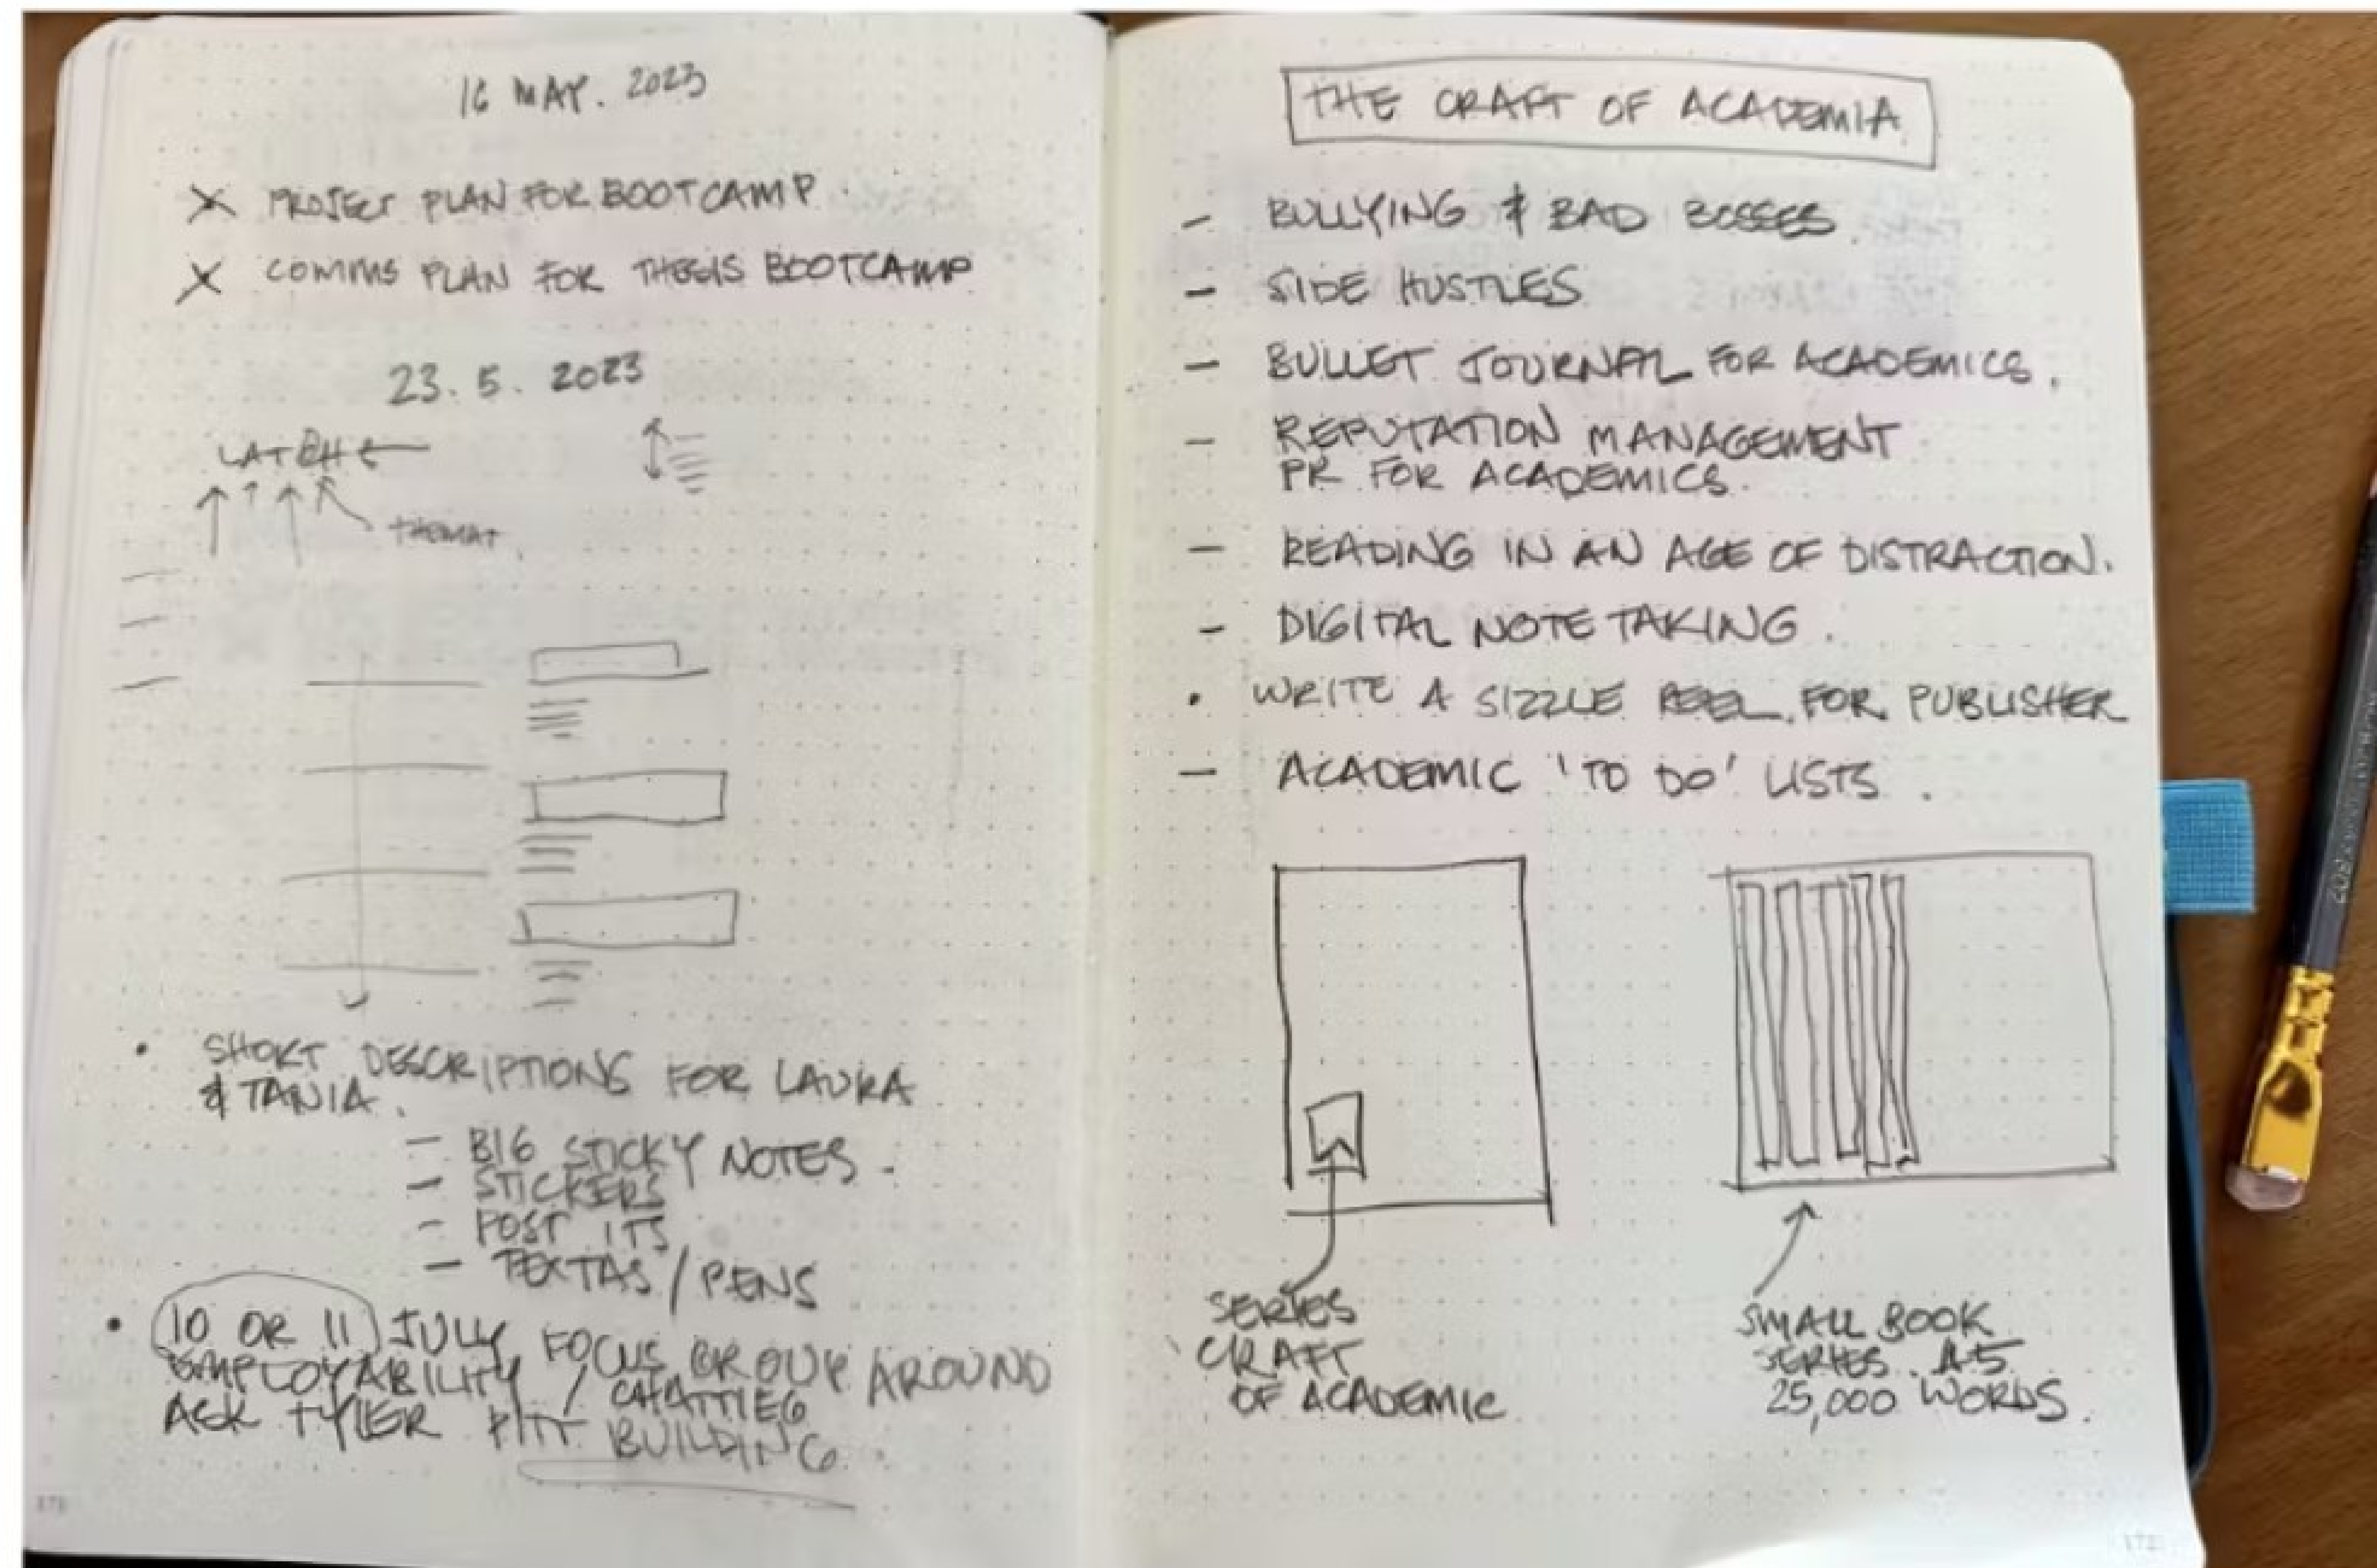 16 MAY. 2023
X PROJECT PLAN FOR BOOTCAMP.
X COMMS PLAN FOR THESIS BOOTCAMP
23.5.2023
LATCH
THEMAT.
• SHORT DESCRIPTIONS FOR LAURA
& TANIA.
– BIG STICKY NOTES.
– STICKERS
– POST ITS
– TEXTAS / PENS
• 10 OR 11 JULY FOCUS GROUP AROUND
EMPLOYABILITY /
ASK TYLER
BUILDING
THE CRAFT OF ACADEMIA
– BULLYING & BAD BOSSES.
– SIDE HUSTLES
– BULLET JOURNAL FOR ACADEMICS.
– REPUTATION MANAGEMENT
PR FOR ACADEMICS.
– READING IN AN AGE OF DISTRACTION.
– DIGITAL NOTE TAKING.
• WRITE A SIZZLE REEL FOR PUBLISHER
– ACADEMIC 'TO DO' LISTS.
SERIES
CRAFT
OF ACADEMIC
SMALL BOOK
SERIES. A5
25,000 WORDS.